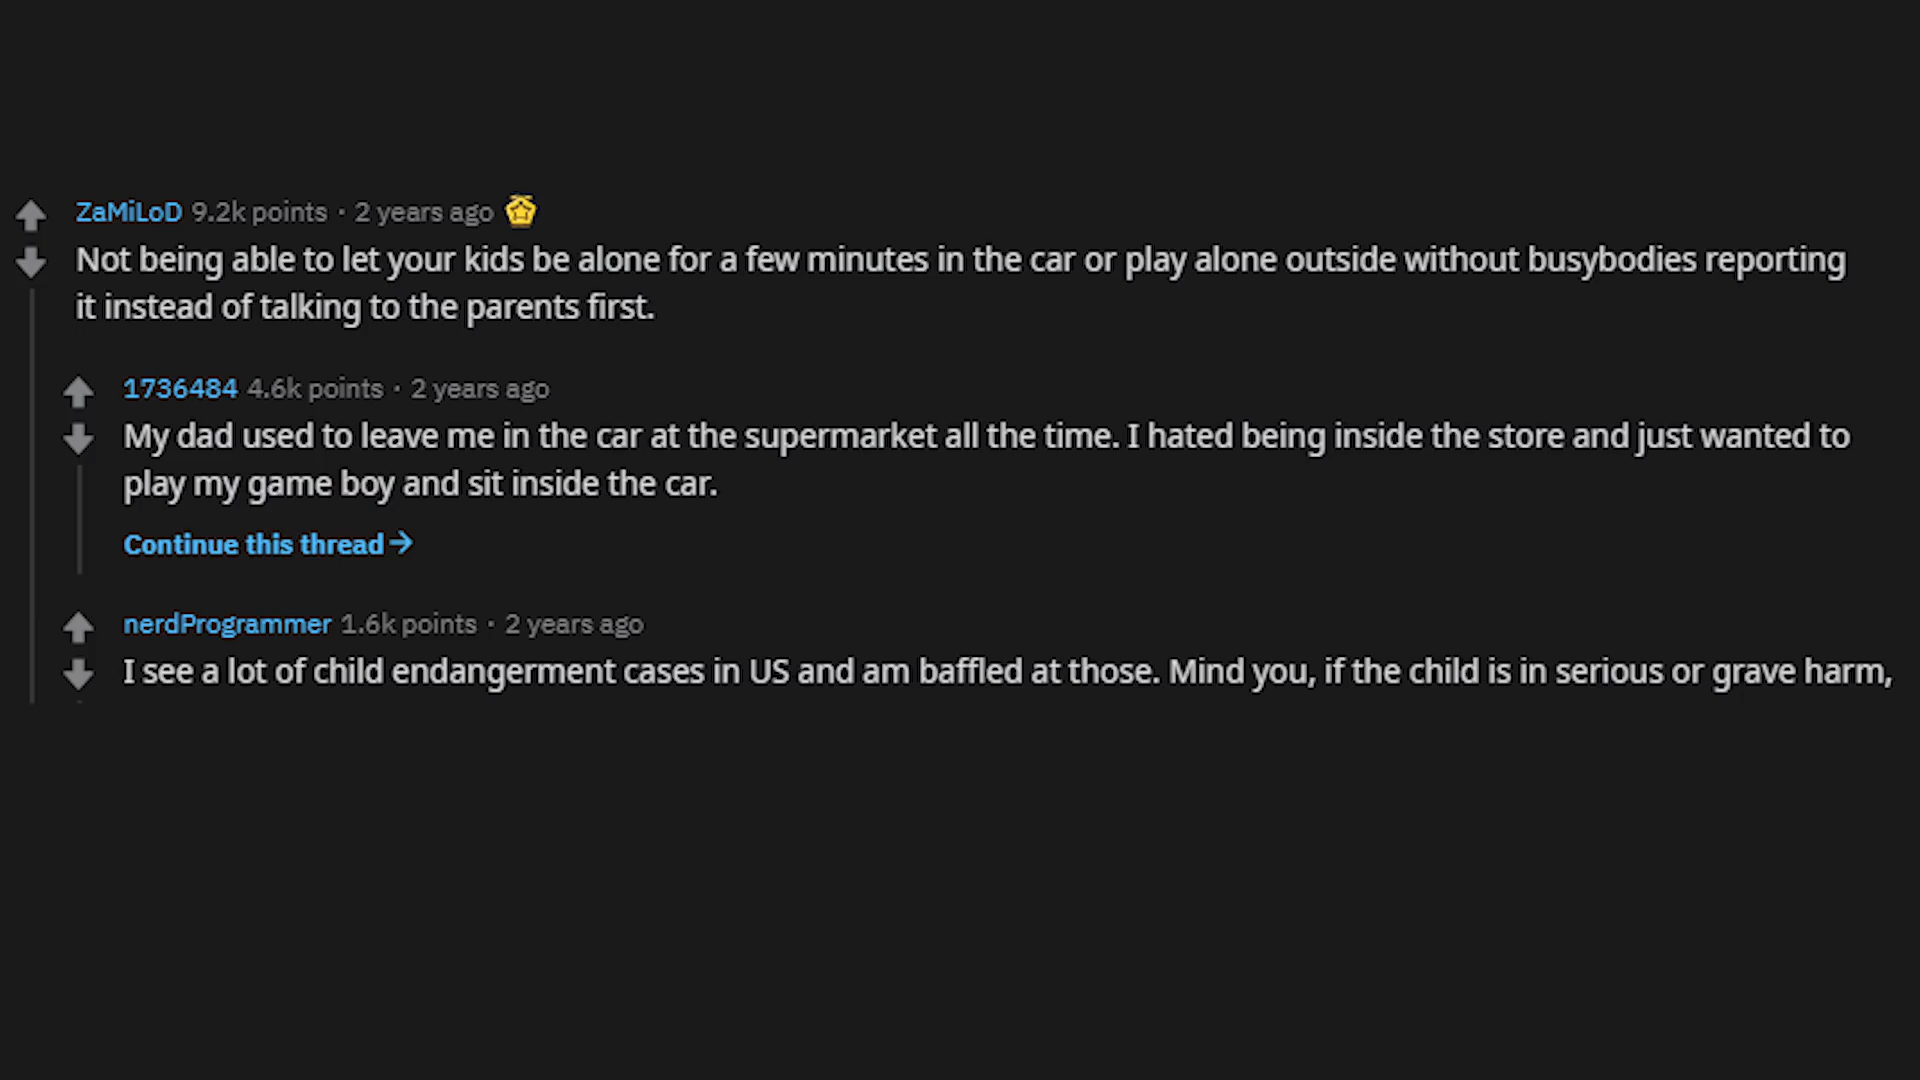 ZaMiLoD 9.2k points · 2 years ago
Not being able to let your kids be alone for a few minutes in the car or play alone outside without busybodies reporting
it instead of talking to the parents first.
1736484 4.6k points · 2 years ago
My dad used to leave me in the car at the supermarket all the time. I hated being inside the store and just wanted to
play my game boy and sit inside the car.
Continue this thread→
nerdProgrammer 1.6k points · 2 years ago
I see a lot of child endangerment cases in US and am baffled at those. Mind you, if the child is in serious or grave harm,